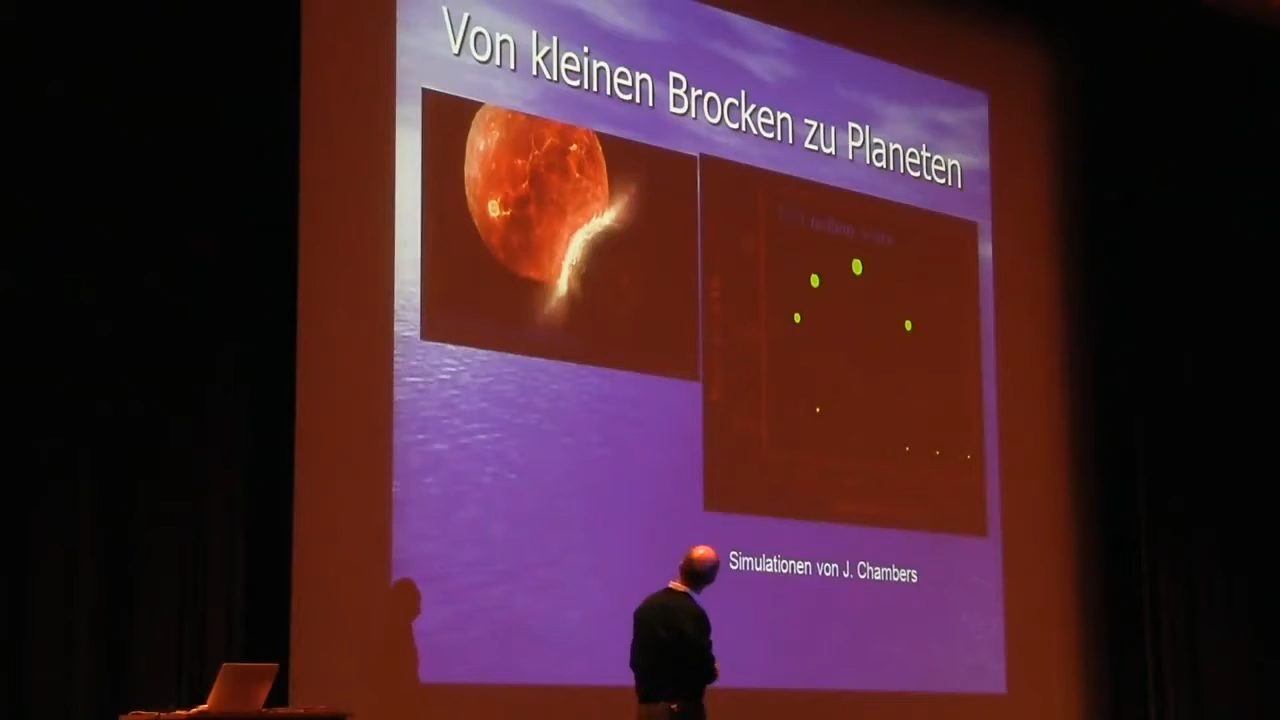 Von kleinen Brocken zu Planeten
Simulationen von J. Chambers